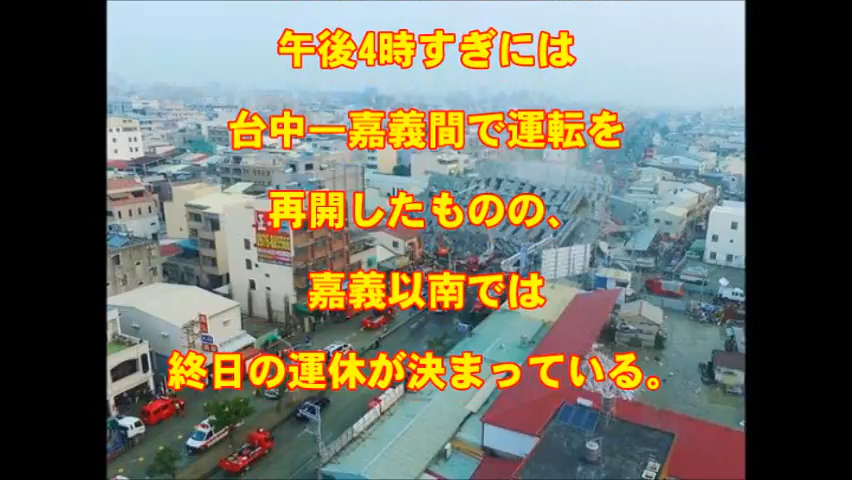 午後4時すぎには
台中ー嘉義間で運転を
再開したものの、
嘉義以南では
終日の運休が決まっている。